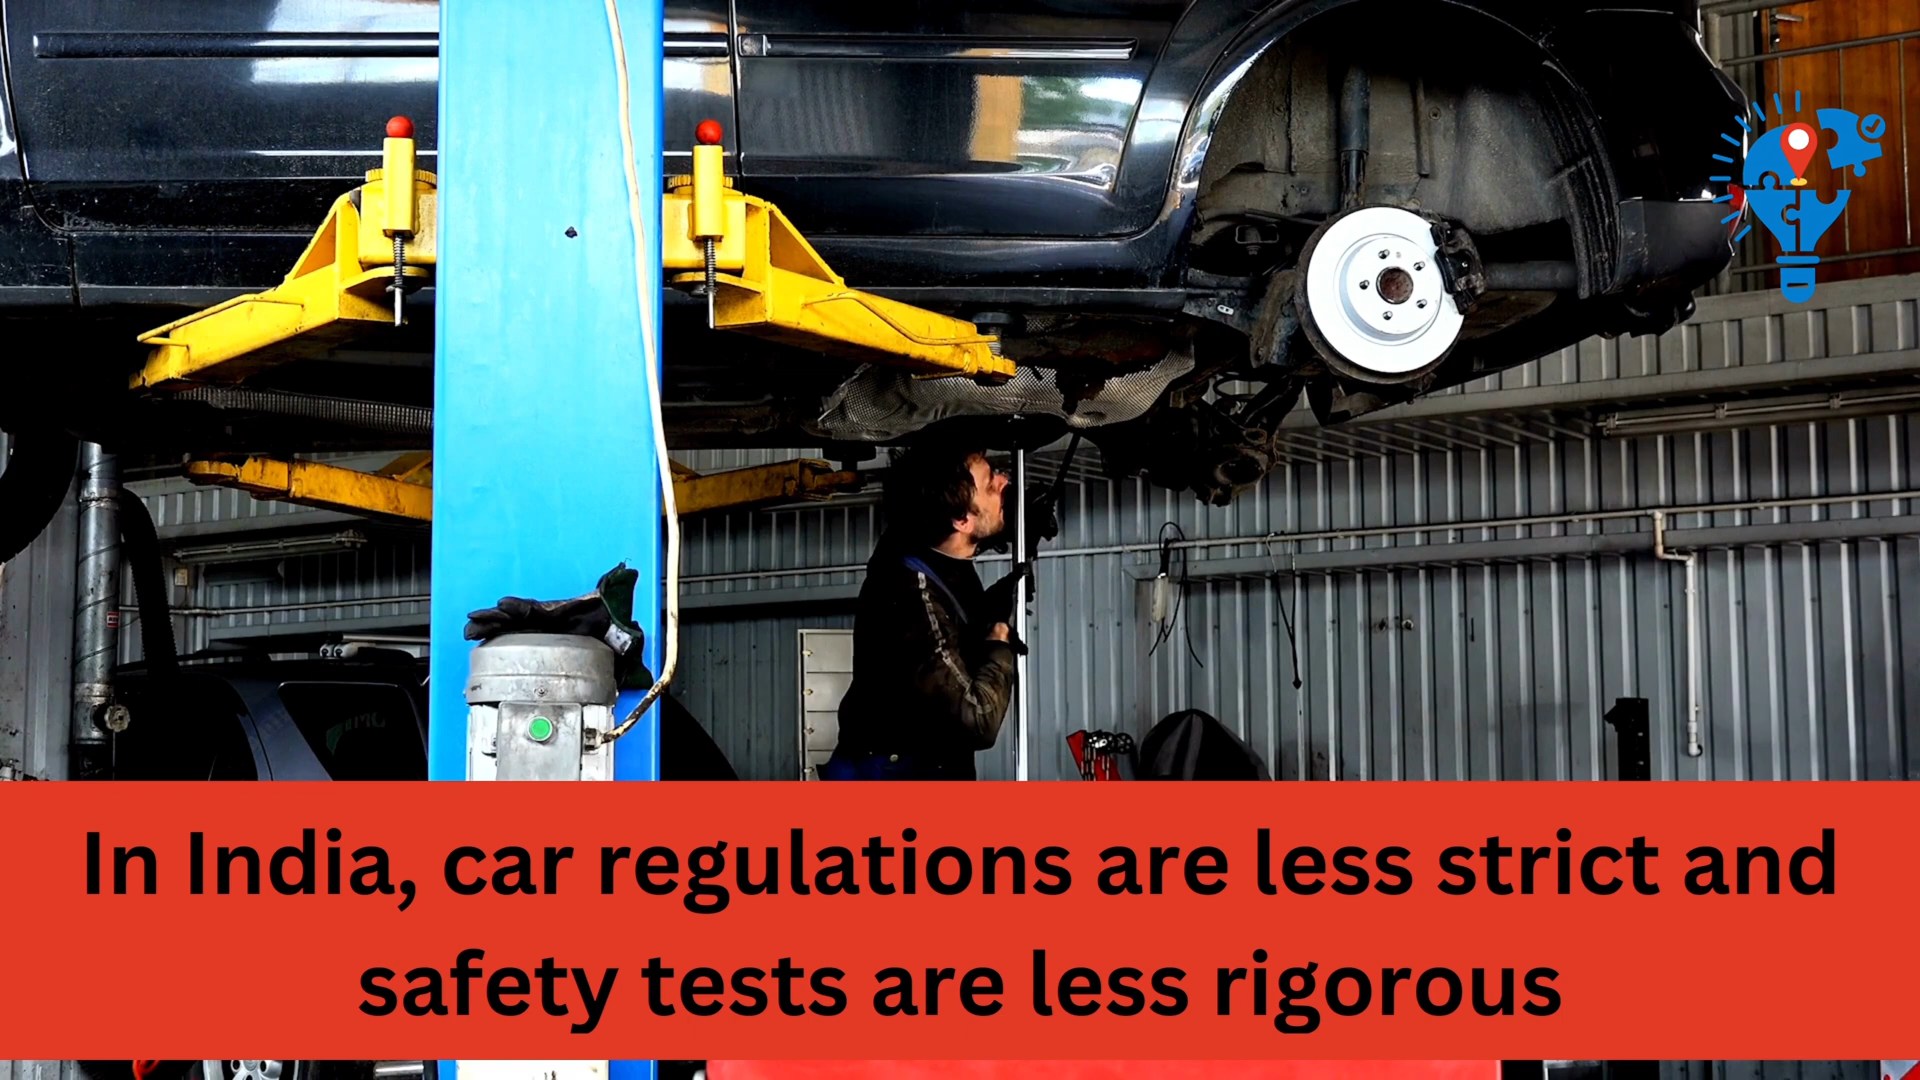 In India, car regulations are less strict and
safety tests are less rigorous